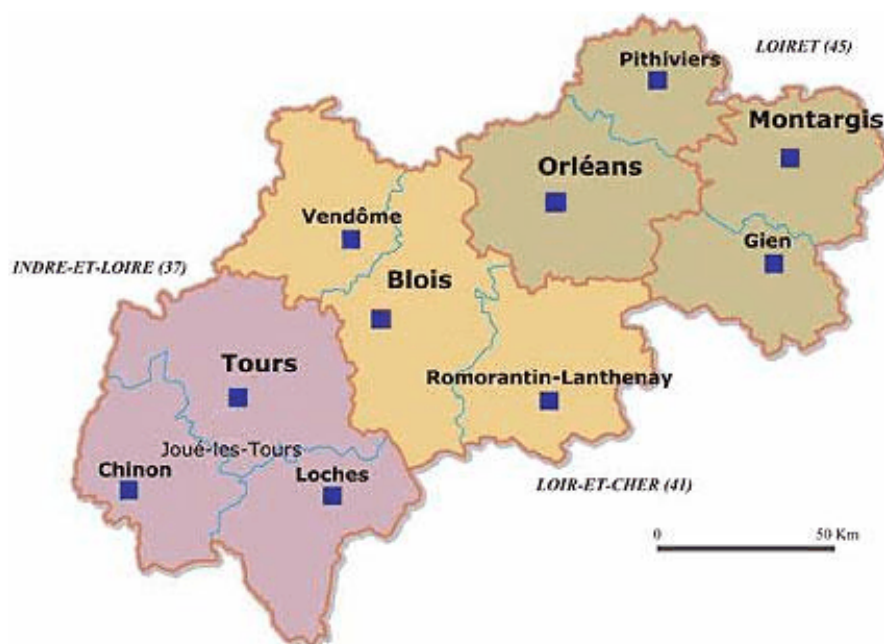 LOIRET (45)
Pithiviers
Montargis
Orléans
Vendôme
Gien
INDRE-ET-LOIRE (37)
Blois
Tours
Romorantin-Lanthenay
Joué-les-Tours
Chinon
Loches
LOIR-ET-CHER (41)
0 50 Km